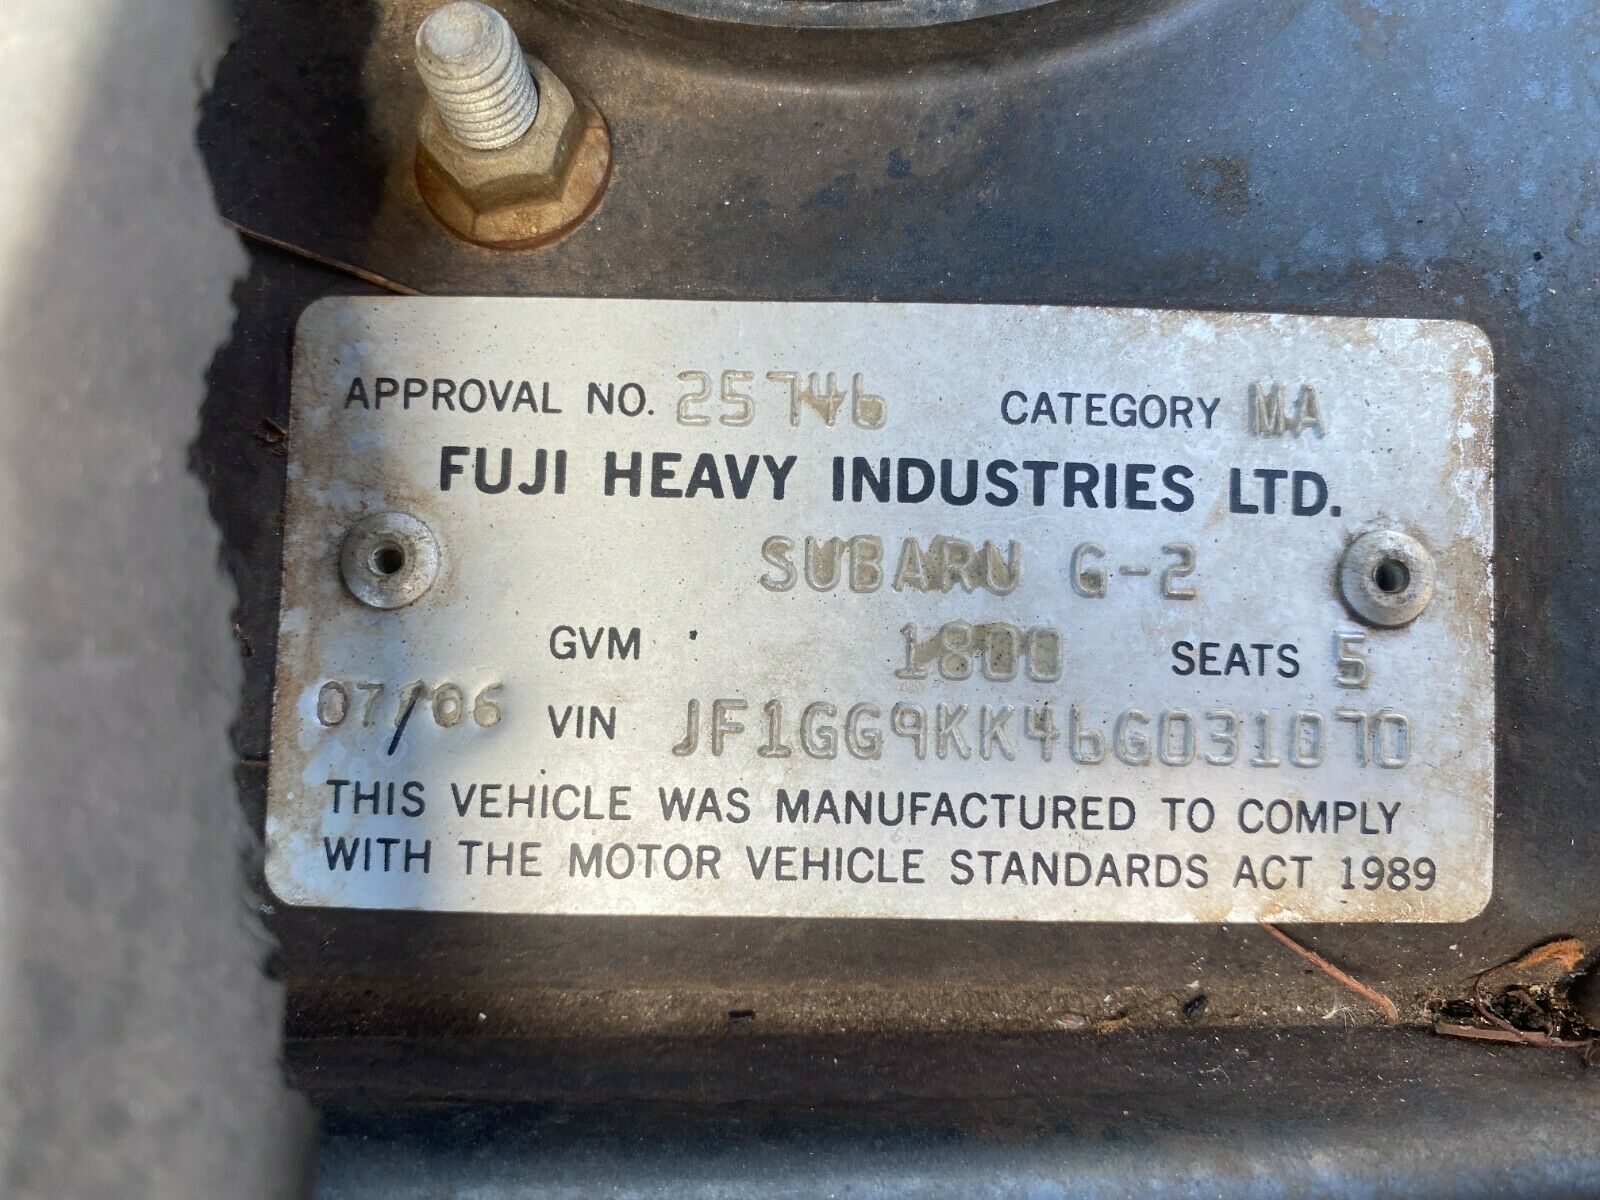 APPROVAL NO. 25746 CATEGORY MA
FUJI HEAVY INDUSTRIES LTD.
SUBARU G-2
GVM 1800 SEATS 5
07/06 VIN JF1GG9KK46G031070
THIS VEHICLE WAS MANUFACTURED TO COMPLY
WITH THE MOTOR VEHICLE STANDARDS ACT 1989